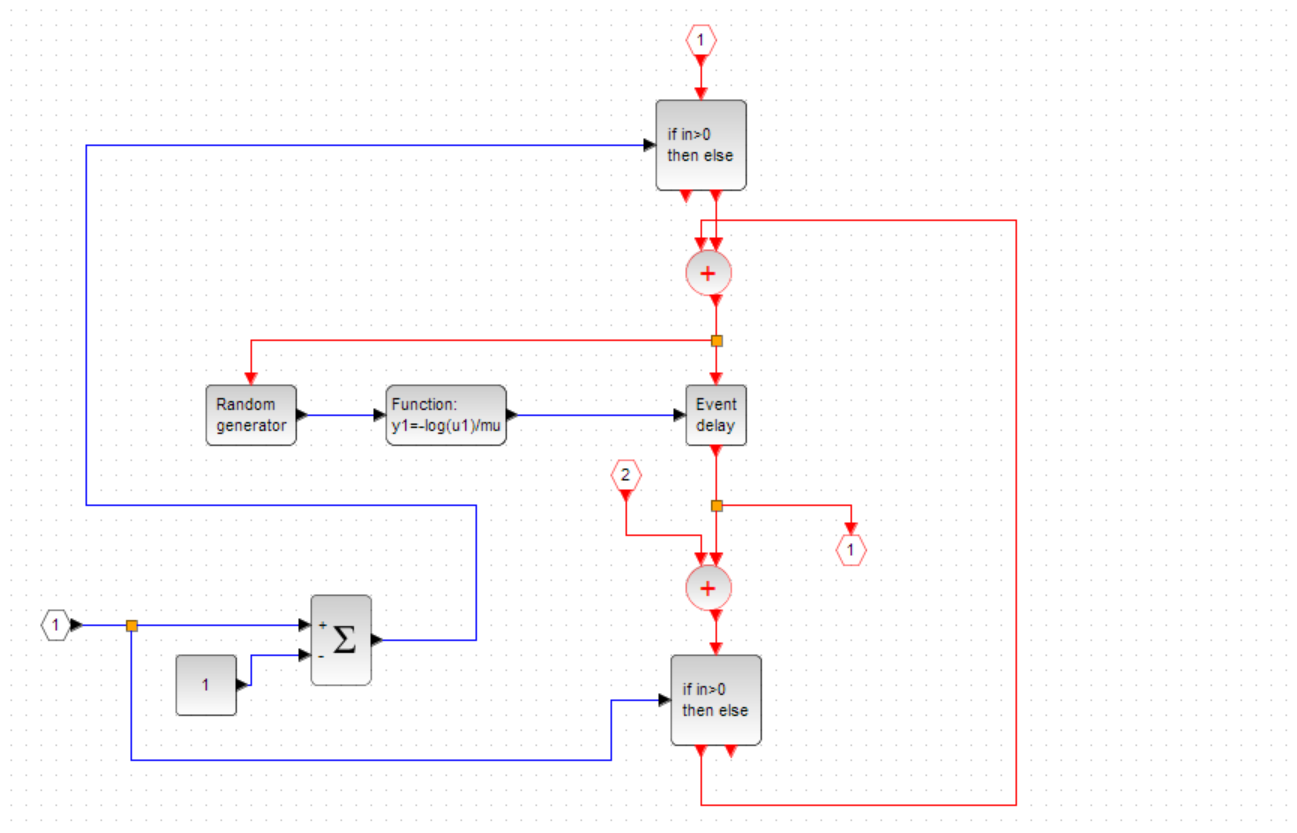 1
if in>0
then else
+
Random
generator
Function:
y1=-log(u1)/mu
Event
delay
2
1
+
1
+
-
Σ
1
if in>0
then else